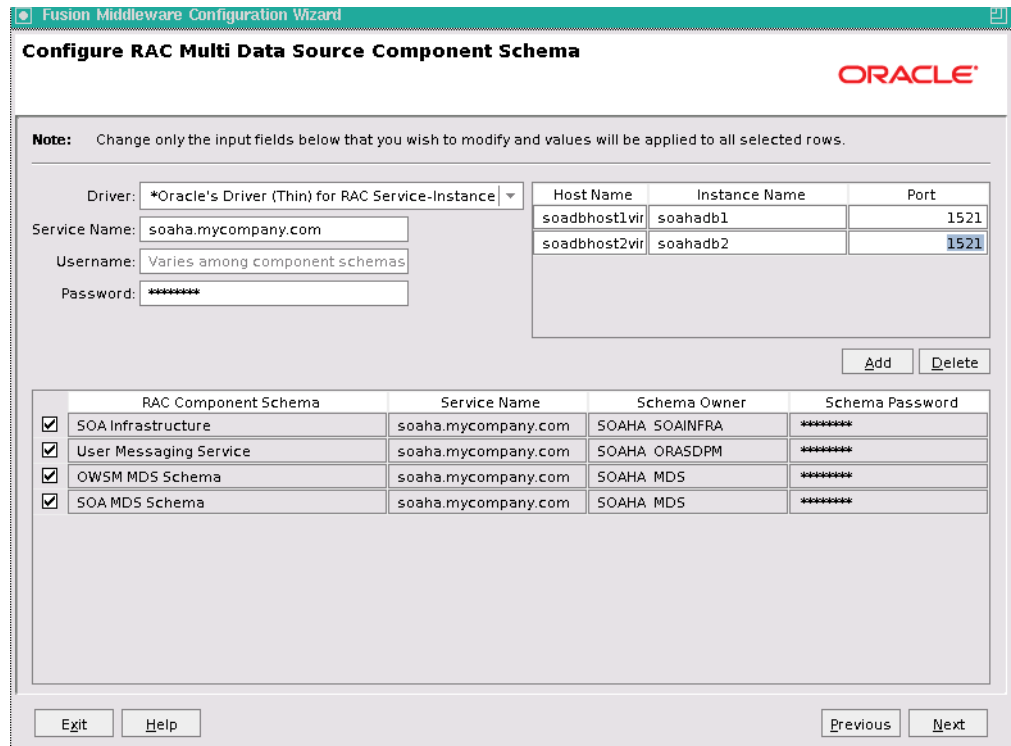 Fusion Middleware Configuration Wizard
Configure RAC Multi Data Source Component Schema
ORACLE
Note: Change only the input fields below that you wish to modify and values will be applied to all selected rows.
Driver: *Oracle's Driver (Thin) for RAC Service-Instance
Service Name: soaha.mycompany.com
Username: Varies among component schemas
Password: ********
Host Name Instance Name Port
soadbhost1vir soahadb1 1521
soadbhost2vir soahadb2 1521
Add Delete
RAC Component Schema Service Name Schema Owner Schema Password
SOA Infrastructure soaha.mycompany.com SOAHA SOAINFRA ********
User Messaging Service soaha.mycompany.com SOAHA ORASDPM ********
OWSM MDS Schema soaha.mycompany.com SOAHA MDS ********
SOA MDS Schema soaha.mycompany.com SOAHA MDS ********
Exit Help Previous Next